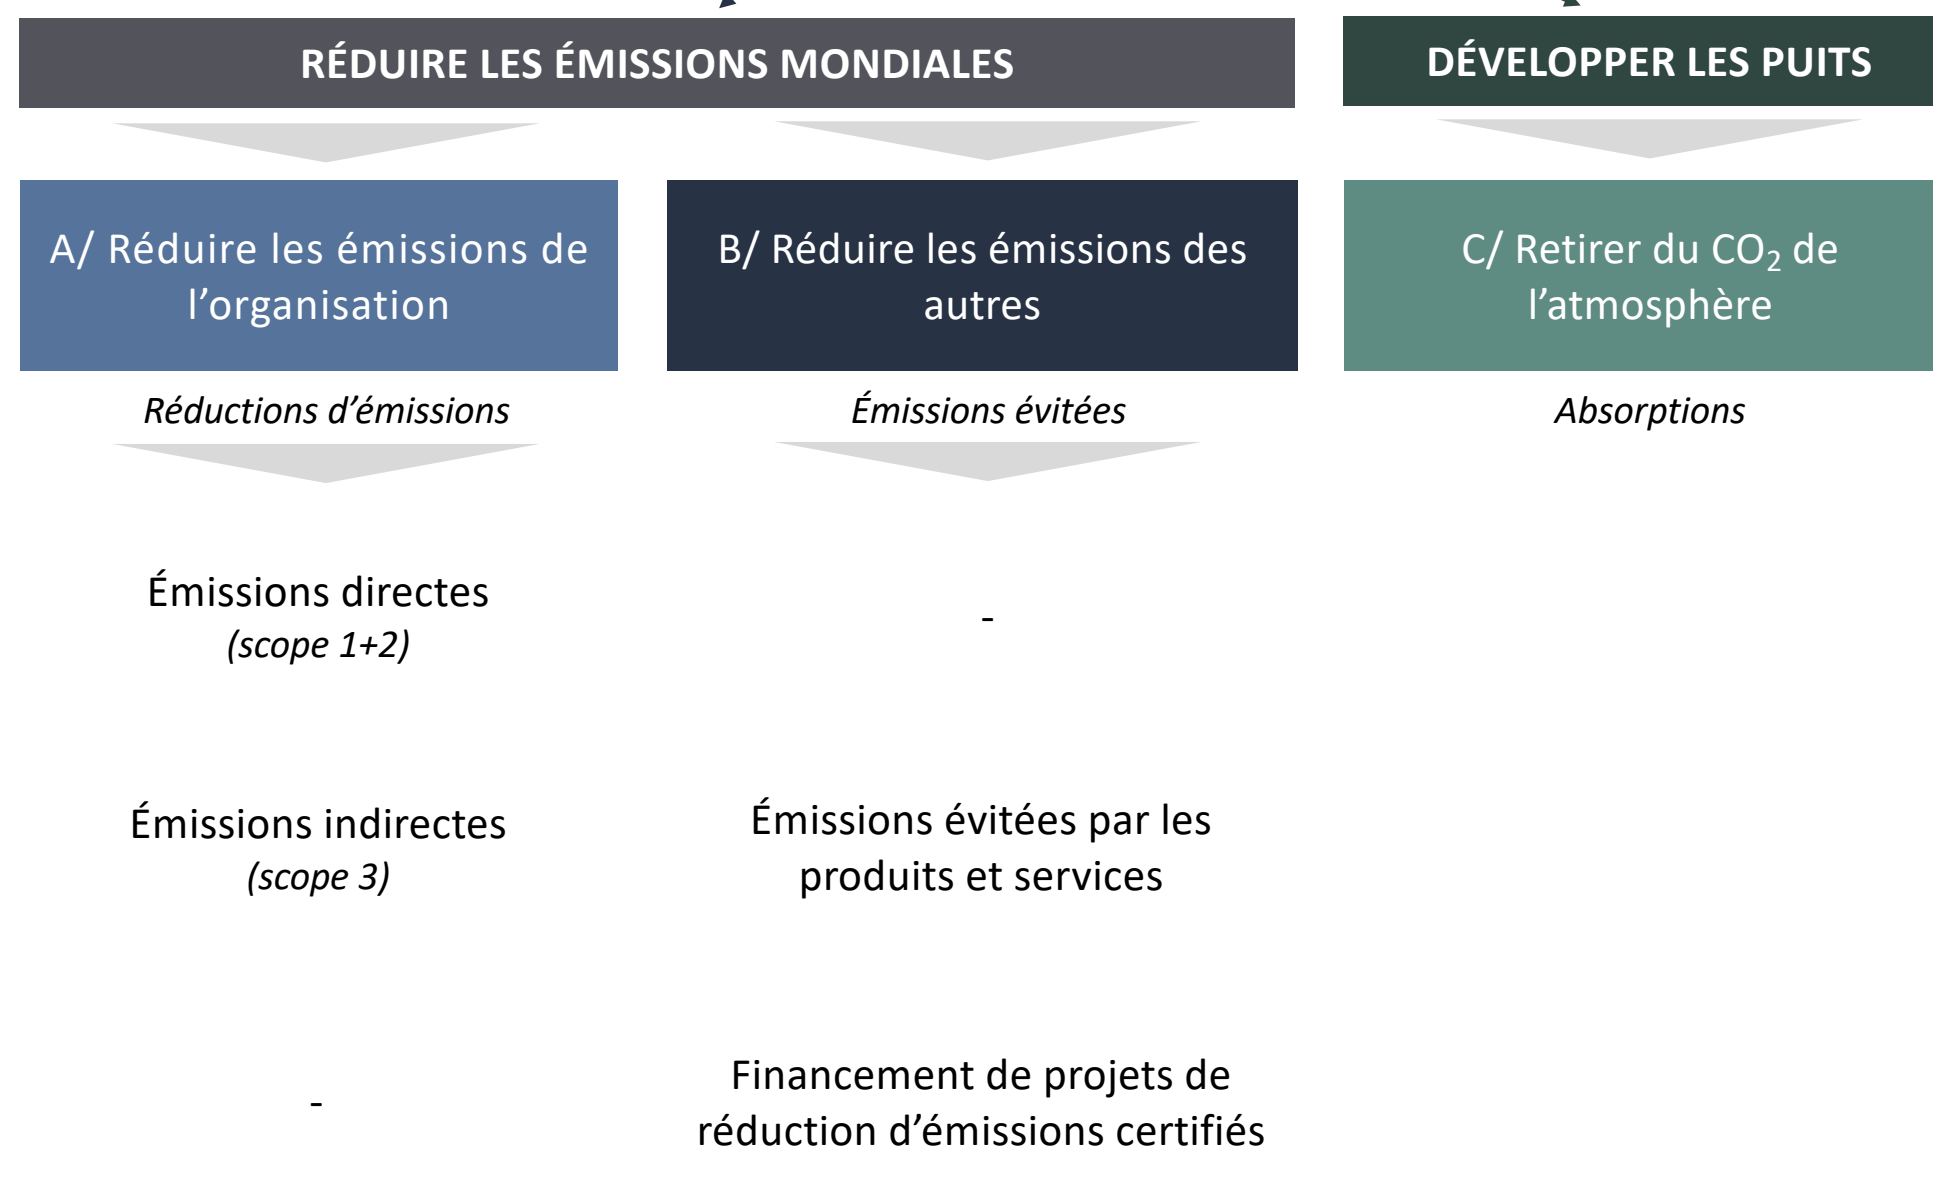 RÉDUIRE LES ÉMISSIONS MONDIALES
DÉVELOPPER LES PUITS
A/ Réduire les émissions de
l’organisation
B/ Réduire les émissions des
autres
C/ Retirer du CO₂ de
l’atmosphère
Réductions d’émissions
Émissions évitées
Absorptions
Émissions directes
(scope 1+2)
-
Émissions indirectes
(scope 3)
Émissions évitées par les
produits et services
-
Financement de projets de
réduction d’émissions certifiés